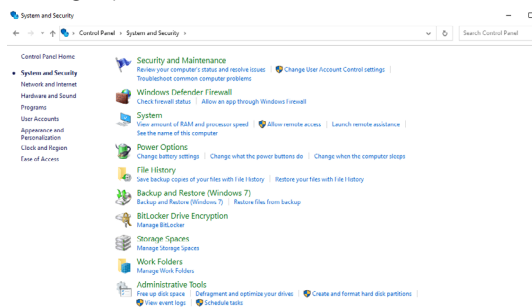 System and Security
Control Panel > System and Security
Search Control Panel
Control Panel Home
System and Security
Network and Internet
Hardware and Sound
Programs
User Accounts
Appearance and
Personalization
Clock and Region
Ease of Access
Security and Maintenance
Review your computer's status and resolve issues | Change User Account Control settings |
Troubleshoot common computer problems
Windows Defender Firewall
Check firewall status | Allow an app through Windows Firewall
System
View amount of RAM and processor speed | Allow remote access | Launch remote assistance |
See the name of this computer
Power Options
Change battery settings | Change what the power buttons do | Change when the computer sleeps
File History
Save backup copies of your files with File History | Restore your files with File History
Backup and Restore (Windows 7)
Backup and Restore (Windows 7) | Restore files from backup
BitLocker Drive Encryption
Manage BitLocker
Storage Spaces
Manage Storage Spaces
Work Folders
Manage Work Folders
Administrative Tools
Free up disk space | Defragment and optimize your drives | Create and format hard disk partitions |
View event logs | Schedule tasks